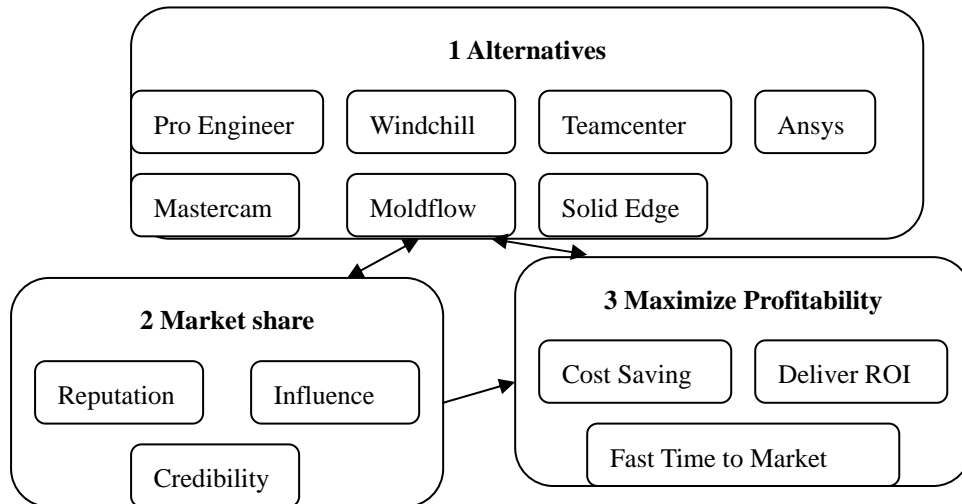 1 Alternatives
Pro Engineer
Windchill
Teamcenter
Ansys
Mastercam
Moldflow
Solid Edge
2 Market share
Reputation
Influence
Credibility
3 Maximize Profitability
Cost Saving
Deliver ROI
Fast Time to Market